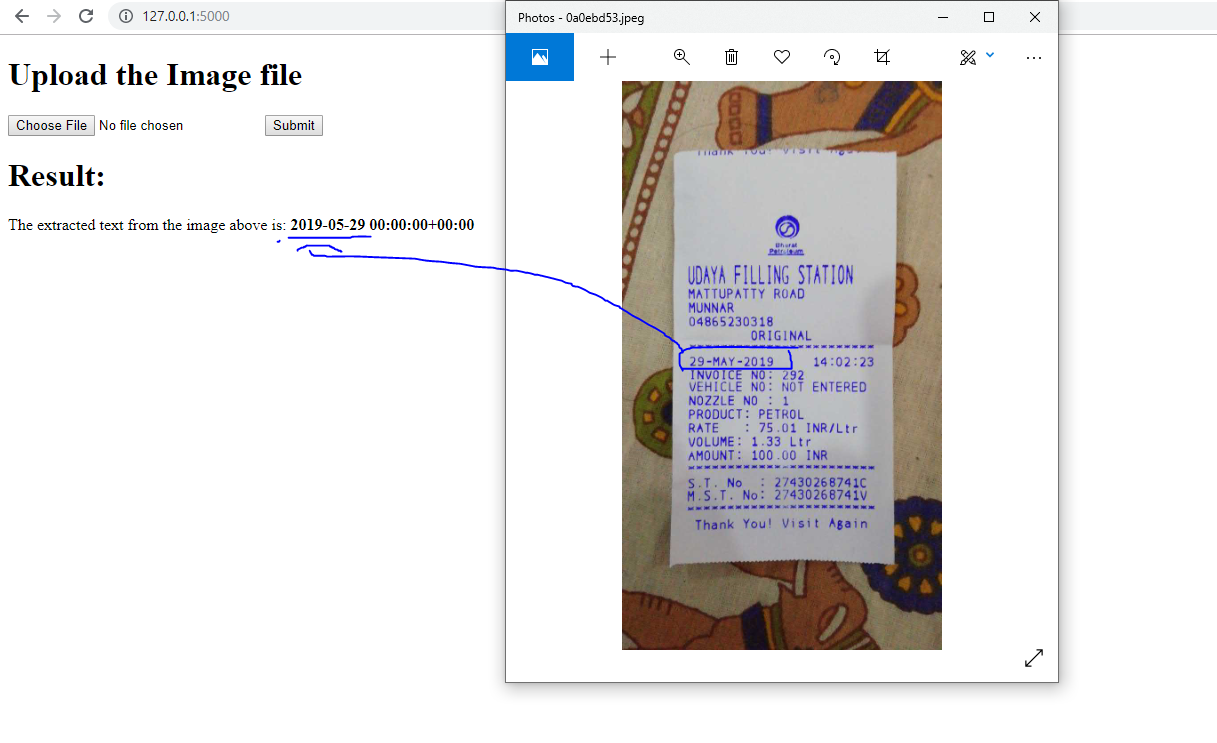 127.0.0.1:5000
Upload the Image file
Choose File No file chosen Submit
Result:
The extracted text from the image above is: 2019-05-29 00:00:00+00:00
Photos - 0a0ebd53.jpeg
Thank You! Visit Aga
Bharat
Petroleum
UDAYA FILLING STATION
MATTUPATTY ROAD
MUNNAR
04865230318
ORIGINAL
29-MAY-2019 14:02:23
INVOICE NO: 292
VEHICLE NO: NOT ENTERED
NOZZLE NO : 1
PRODUCT: PETROL
RATE : 75.01 INR/Ltr
VOLUME: 1.33 Ltr
AMOUNT: 100.00 INR
S.T. No : 27430268741C
M.S.T. No: 27430268741V
Thank You! Visit Again